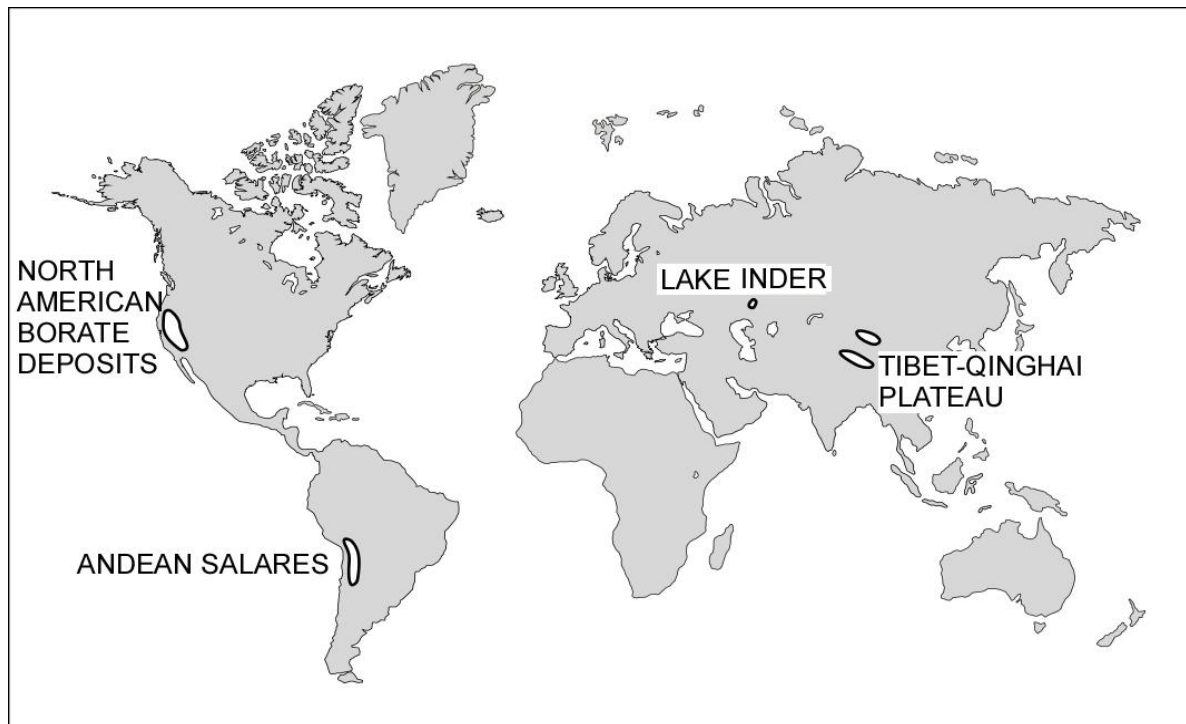 NORTH
AMERICAN
BORATE
DEPOSITS
LAKE INDER
TIBET-QINGHAI
PLATEAU
ANDEAN SALARES